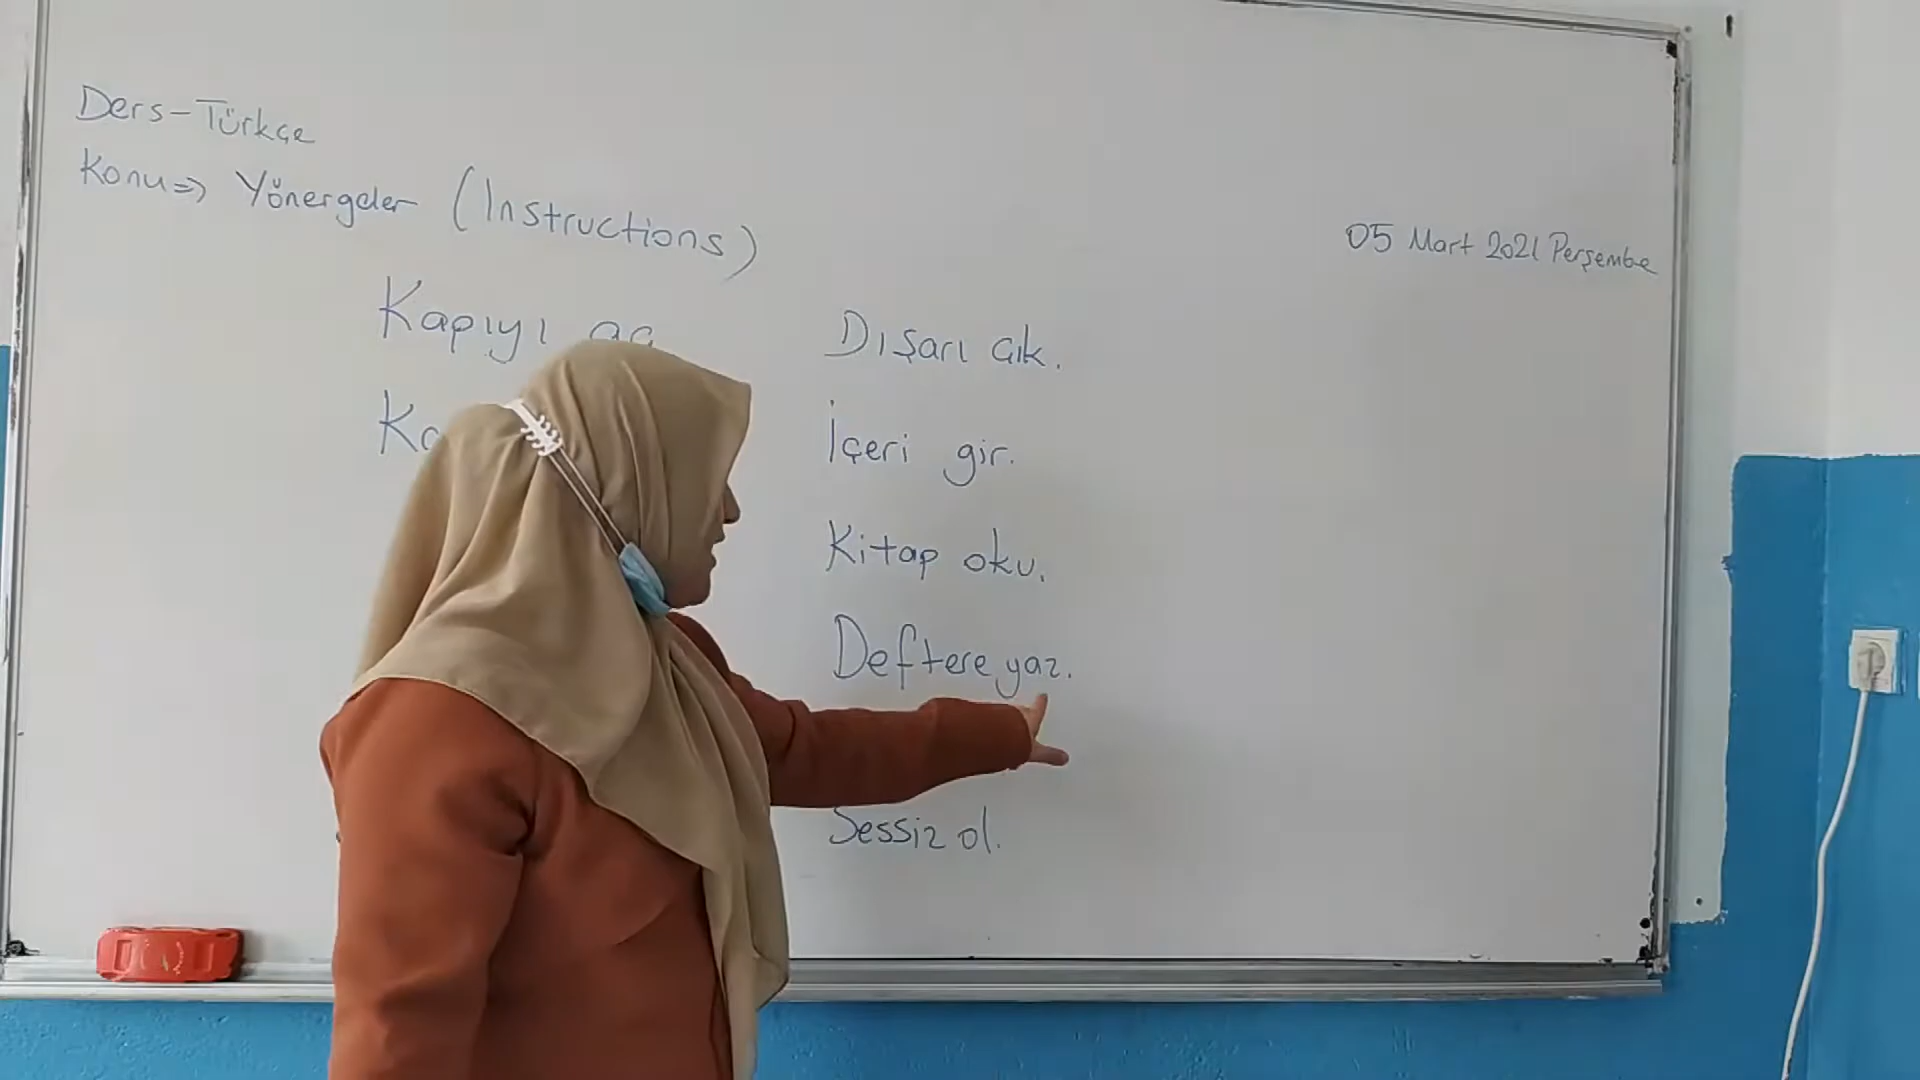 Ders-Türkçe
Konu=> Yönergeler (Instructions)
05 Mart 2021 Perşembe
Kapıyı aç
Dışarı çık.
İçeri gir.
Kitap oku.
Deftere yaz.
Sessiz ol.